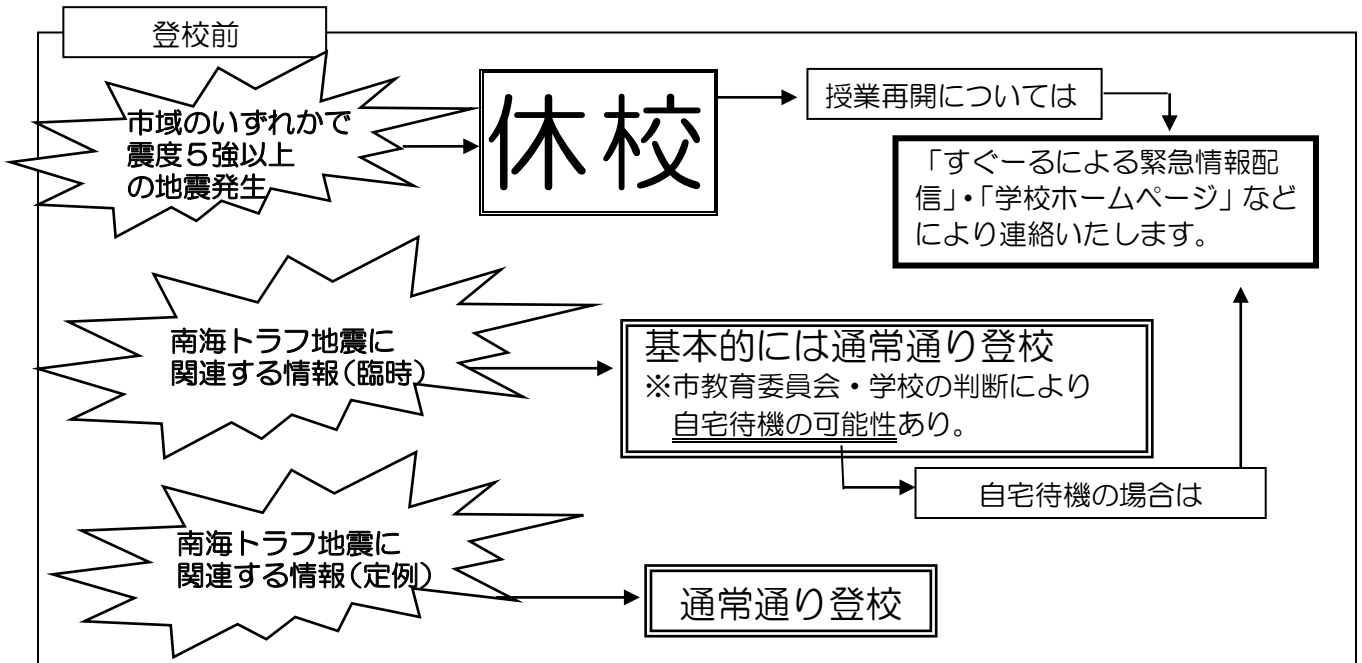 登校前
市域のいずれかで
震度５強以上
の地震発生
休校
授業再開については
「すぐーるによる緊急情報配
信」・「学校ホームページ」など
により連絡いたします。
南海トラフ地震に
関連する情報（臨時）
基本的には通常通り登校
※市教育委員会・学校の判断により
自宅待機の可能性あり。
自宅待機の場合は
南海トラフ地震に
関連する情報（定例）
通常通り登校